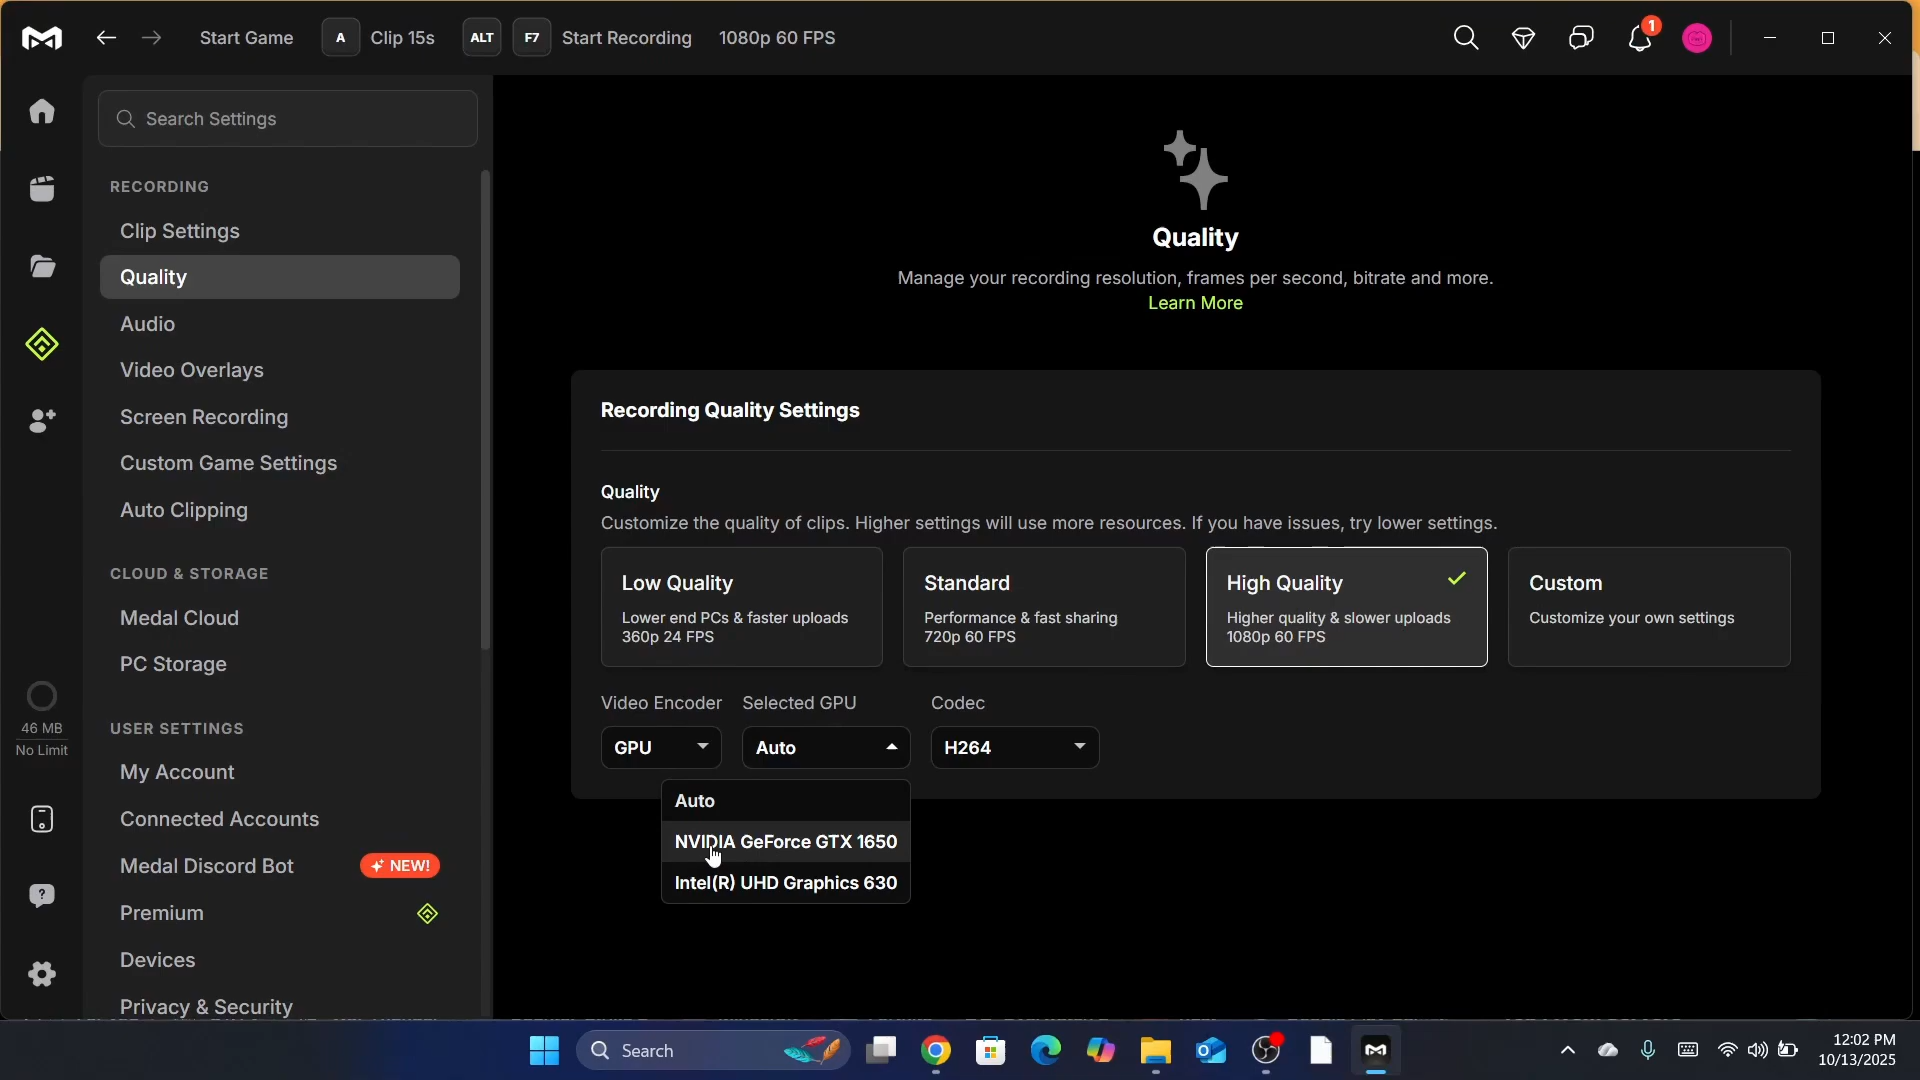 Start Game A Clip 15s ALT F7 Start Recording 1080p 60 FPS
1
Search Settings
RECORDING
Clip Settings
Quality
Audio
Video Overlays
Screen Recording
Custom Game Settings
Auto Clipping
CLOUD & STORAGE
Medal Cloud
PC Storage
USER SETTINGS
My Account
Connected Accounts
Medal Discord Bot NEW!
Premium
Devices
Privacy & Security
46 MB
No Limit
Quality
Manage your recording resolution, frames per second, bitrate and more.
Learn More
Recording Quality Settings
Quality
Customize the quality of clips. Higher settings will use more resources. If you have issues, try lower settings.
Low Quality
Lower end PCs & faster uploads
360p 24 FPS
Standard
Performance & fast sharing
720p 60 FPS
High Quality
Higher quality & slower uploads
1080p 60 FPS
Custom
Customize your own settings
Video Encoder Selected GPU Codec
GPU Auto H264
Auto
NVIDIA GeForce GTX 1650
Intel(R) UHD Graphics 630
Search
12:02 PM
10/13/2025